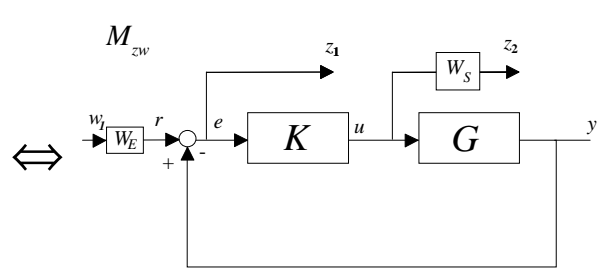 M_zw
z₁ z₂
W_S
w₁ r e u y
W_E K G
+ -